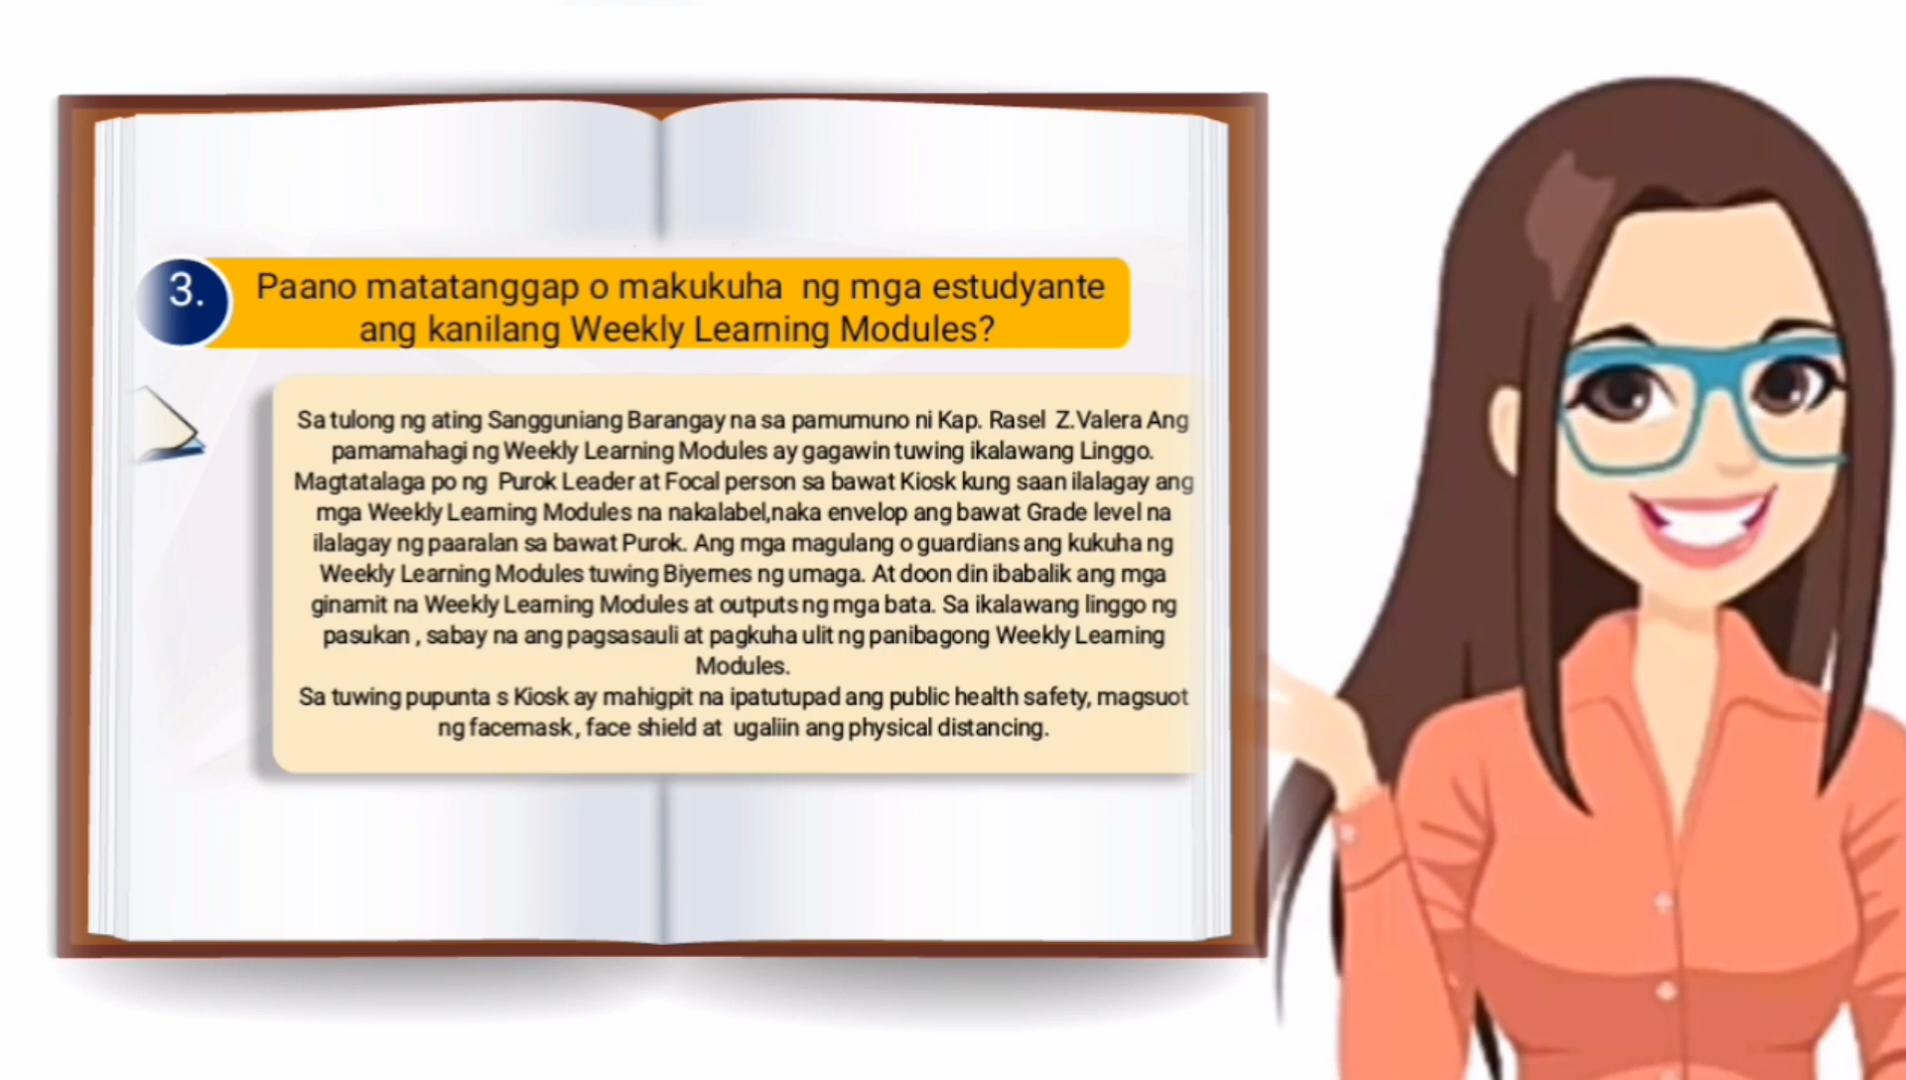 3.
Paano matatanggap o makukuha ng mga estudyante
ang kanilang Weekly Learning Modules?
Sa tulong ng ating Sangguniang Barangay na sa pamumuno ni Kap. Rasel Z.Valera Ang
pamamahagi ng Weekly Learning Modules ay gagawin tuwing ikalawang Linggo.
Magtatalaga po ng Purok Leader at Focal person sa bawat Kiosk kung saan ilalagay ang
mga Weekly Learning Modules na nakalabel,naka envelop ang bawat Grade level na
ilalagay ng paaralan sa bawat Purok. Ang mga magulang o guardians ang kukuha ng
Weekly Learning Modules tuwing Biyernes ng umaga. At doon din ibabalik ang mga
ginamit na Weekly Learning Modules at outputs ng mga bata. Sa ikalawang linggo ng
pasukan , sabay na ang pagsasauli at pagkuha ulit ng panibagong Weekly Learning
Modules.
Sa tuwing pupunta s Kiosk ay mahigpit na ipatutupad ang public health safety, magsuot
ng facemask, face shield at ugaliin ang physical distancing.